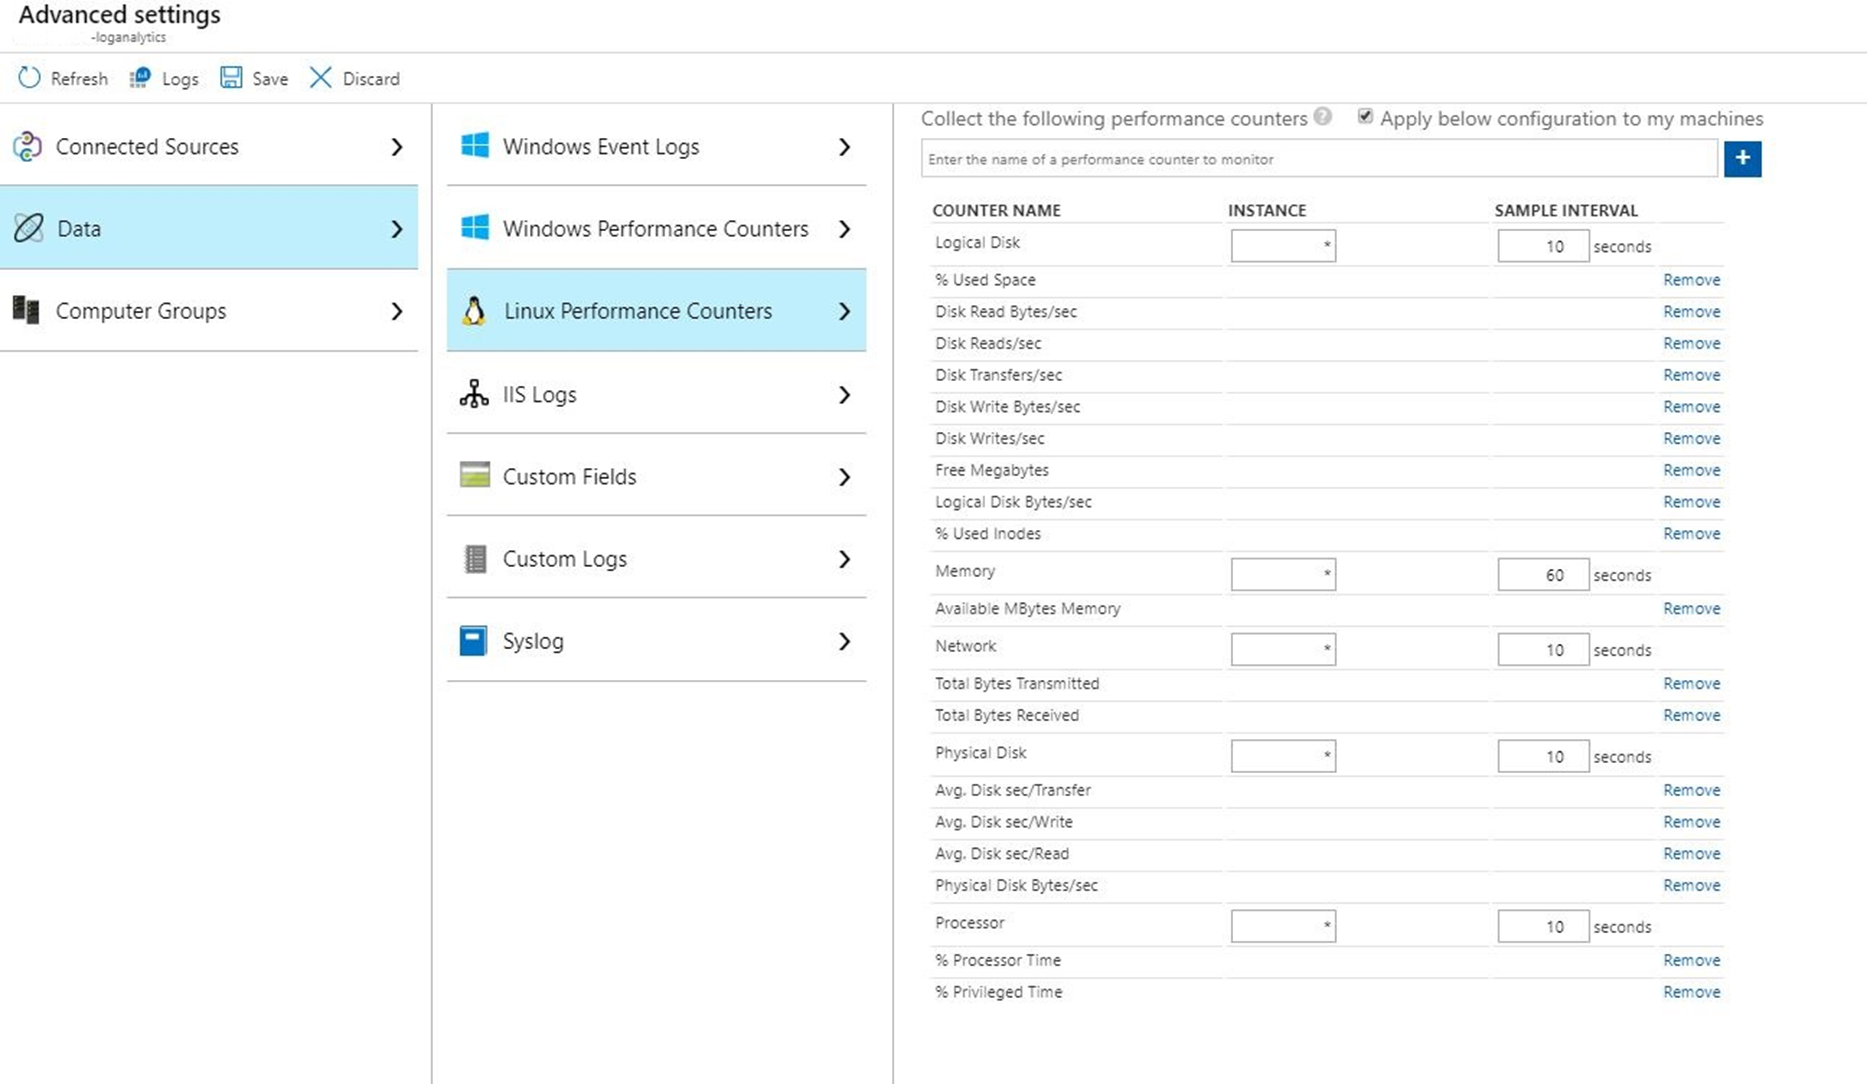 Advanced settings
-loganalytics
Refresh Logs Save Discard
Connected Sources
Data
Computer Groups
Windows Event Logs
Windows Performance Counters
Linux Performance Counters
IIS Logs
Custom Fields
Custom Logs
Syslog
Collect the following performance counters ? Apply below configuration to my machines
Enter the name of a performance counter to monitor +
COUNTER NAME INSTANCE SAMPLE INTERVAL
Logical Disk * 10 seconds
% Used Space Remove
Disk Read Bytes/sec Remove
Disk Reads/sec Remove
Disk Transfers/sec Remove
Disk Write Bytes/sec Remove
Disk Writes/sec Remove
Free Megabytes Remove
Logical Disk Bytes/sec Remove
% Used Inodes Remove
Memory * 60 seconds
Available MBytes Memory Remove
Network * 10 seconds
Total Bytes Transmitted Remove
Total Bytes Received Remove
Physical Disk * 10 seconds
Avg. Disk sec/Transfer Remove
Avg. Disk sec/Write Remove
Avg. Disk sec/Read Remove
Physical Disk Bytes/sec Remove
Processor * 10 seconds
% Processor Time Remove
% Privileged Time Remove